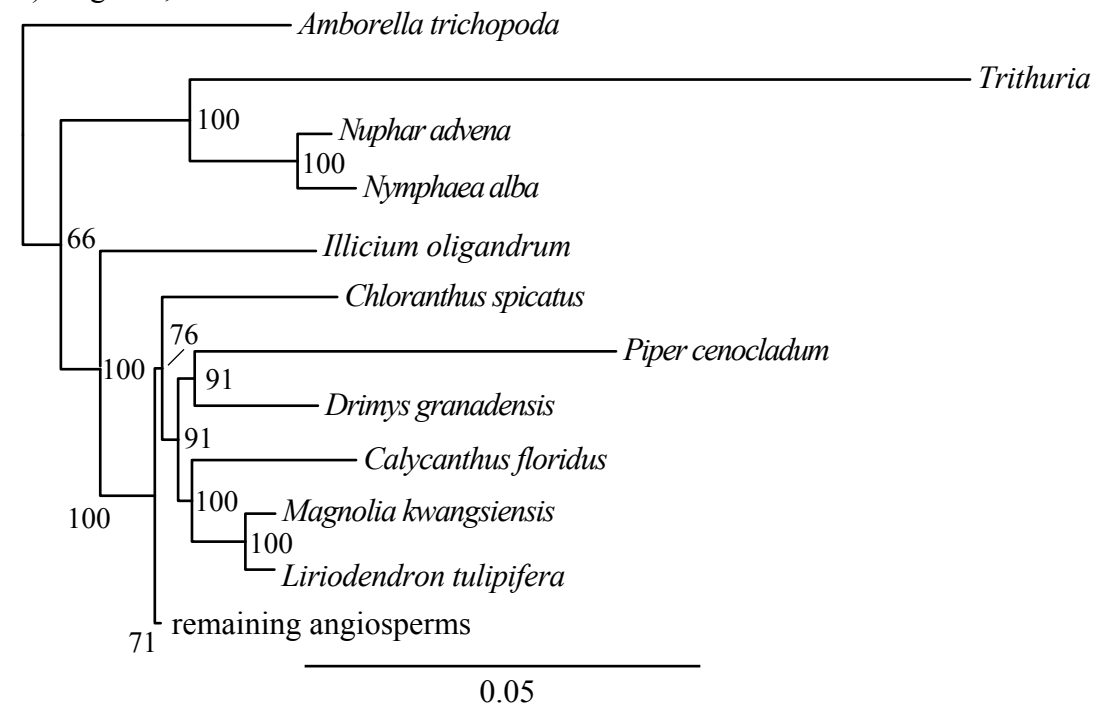 Amborella trichopoda
Trithuria
100
Nuphar advena
100
Nymphaea alba
66
Illicium oligandrum
Chloranthus spicatus
76
Piper cenocladum
100
91
Drimys granadensis
91
Calycanthus floridus
100
Magnolia kwangsiensis
100
100
Liriodendron tulipifera
remaining angiosperms
71
0.05